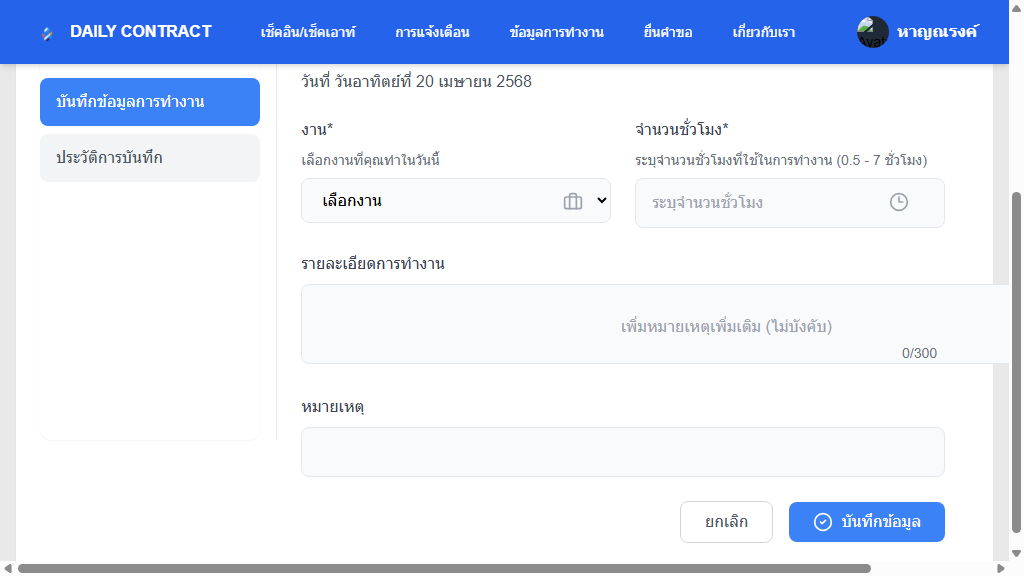 DAILY CONTRACT
เช็คอิน/เช็คเอาท์
การแจ้งเตือน
ข้อมูลการทำงาน
ยื่นคำขอ
เกี่ยวกับเรา
หาญณรงค์
บันทึกข้อมูลการทำงาน
ประวัติการบันทึก
วันที่ วันอาทิตย์ที่ 20 เมษายน 2568
งาน*
เลือกงานที่คุณทำในวันนี้
เลือกงาน
จำนวนชั่วโมง*
ระบุจำนวนชั่วโมงที่ใช้ในการทำงาน (0.5 - 7 ชั่วโมง)
ระบุจำนวนชั่วโมง
รายละเอียดการทำงาน
เพิ่มหมายเหตุเพิ่มเติม (ไม่บังคับ)
0/300
หมายเหตุ
ยกเลิก
บันทึกข้อมูล